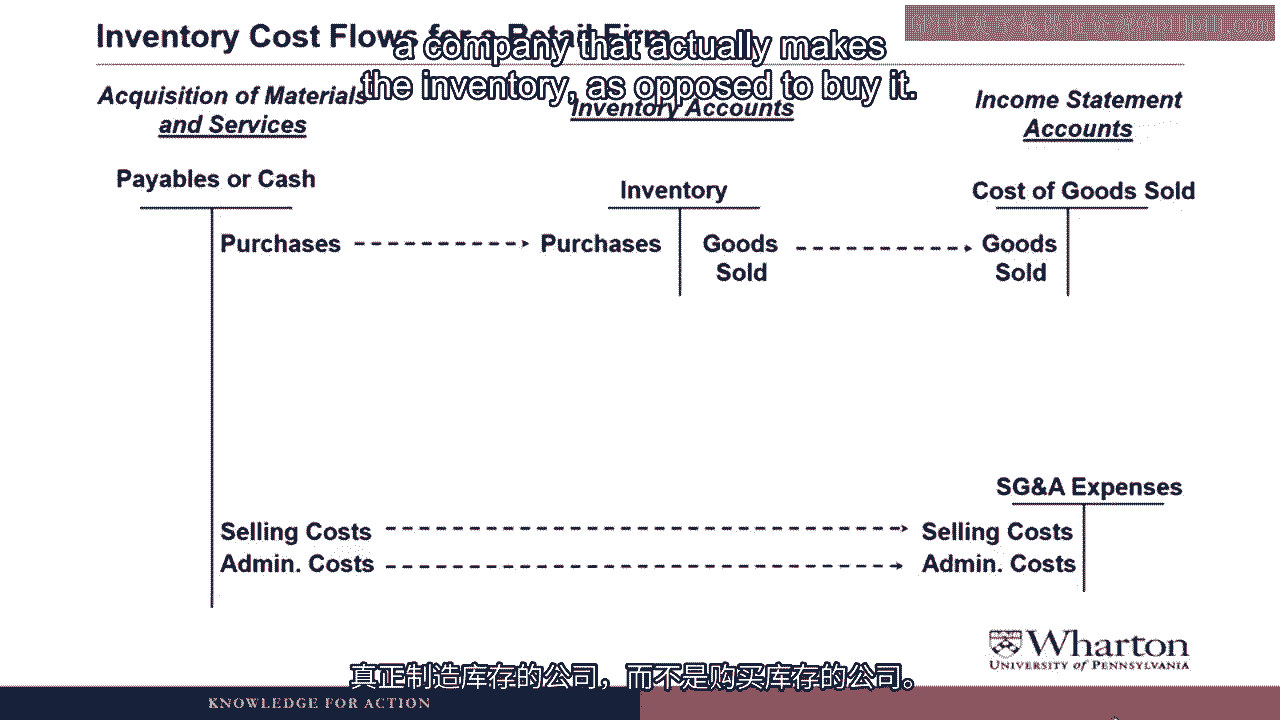 Inventory Cost Flows for a Retail Firm
a company that actually makes
the inventory, as opposed to buy it.
Acquisition of Materials
and Services
Inventory Accounts
Income Statement
Accounts
Payables or Cash
Inventory
Cost of Goods Sold
Purchases
Purchases
Goods
Sold
Goods
Sold
SG&A Expenses
Selling Costs
Selling Costs
Admin. Costs
Admin. Costs
Wharton
UNIVERSITY of PENNSYLVANIA
真正制造库存的公司，而不是购买库存的公司。
KNOWLEDGE FOR ACTION